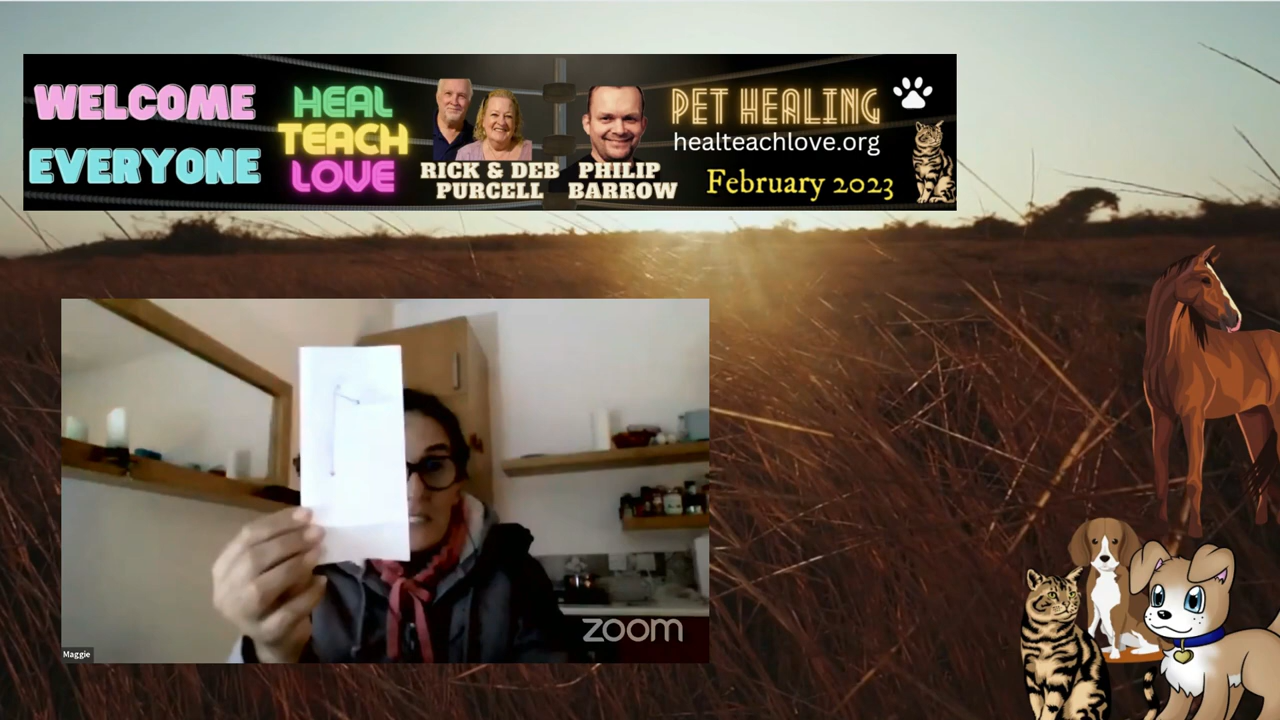 WELCOME
EVERYONE
HEAL
TEACH
LOVE
RICK & DEB
PURCELL
PHILIP
BARROW
PET HEALING
healteachlove.org
February 2023
zoom
Maggie